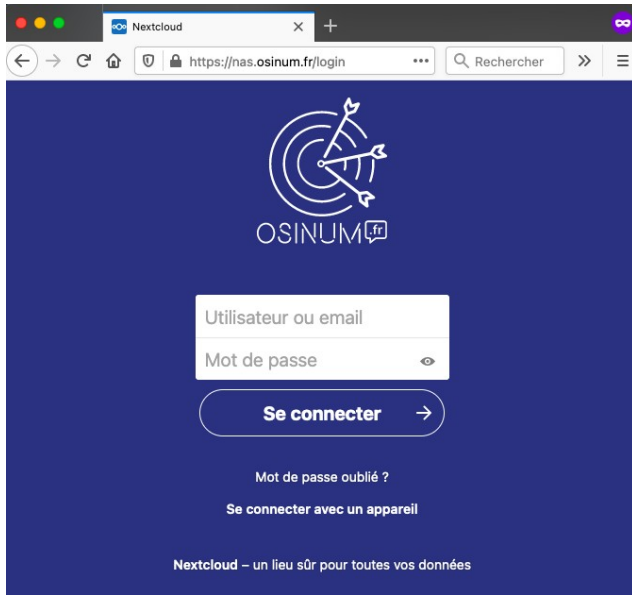 Nextcloud
https://nas.osinum.fr/login
Rechercher
OSINUM.fr
Utilisateur ou email
Mot de passe
Se connecter
Mot de passe oublié ?
Se connecter avec un appareil
Nextcloud – un lieu sûr pour toutes vos données